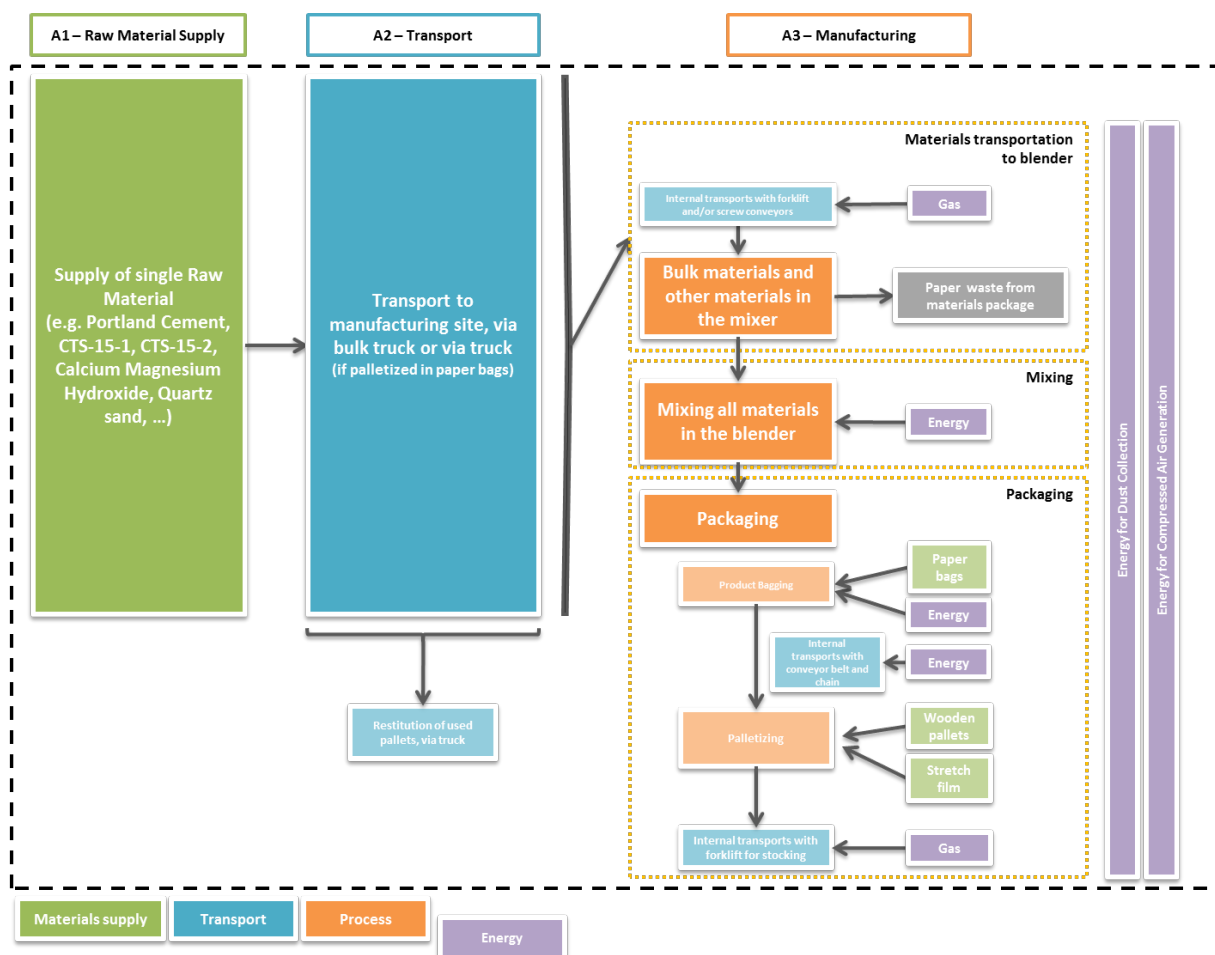 A1 – Raw Material Supply
A2 – Transport
A3 – Manufacturing
Supply of single Raw
Material
(e.g. Portland Cement,
CTS-15-1, CTS-15-2,
Calcium Magnesium
Hydroxide, Quartz
sand, …)
Transport to
manufacturing site, via
bulk truck or via truck
(if palletized in paper bags)
Restitution of used
pallets, via truck
Materials transportation
to blender
Internal transports with forklift
and/or screw conveyors
Gas
Bulk materials and
other materials in
the mixer
Paper waste from
materials package
Mixing
Mixing all materials
in the blender
Energy
Packaging
Packaging
Product Bagging
Paper
bags
Energy
Internal
transports with
conveyor belt and
chain
Energy
Palletizing
Wooden
pallets
Stretch
film
Internal transports with
forklift for stocking
Gas
Energy for Dust Collection
Energy for Compressed Air Generation
Materials supply
Transport
Process
Energy